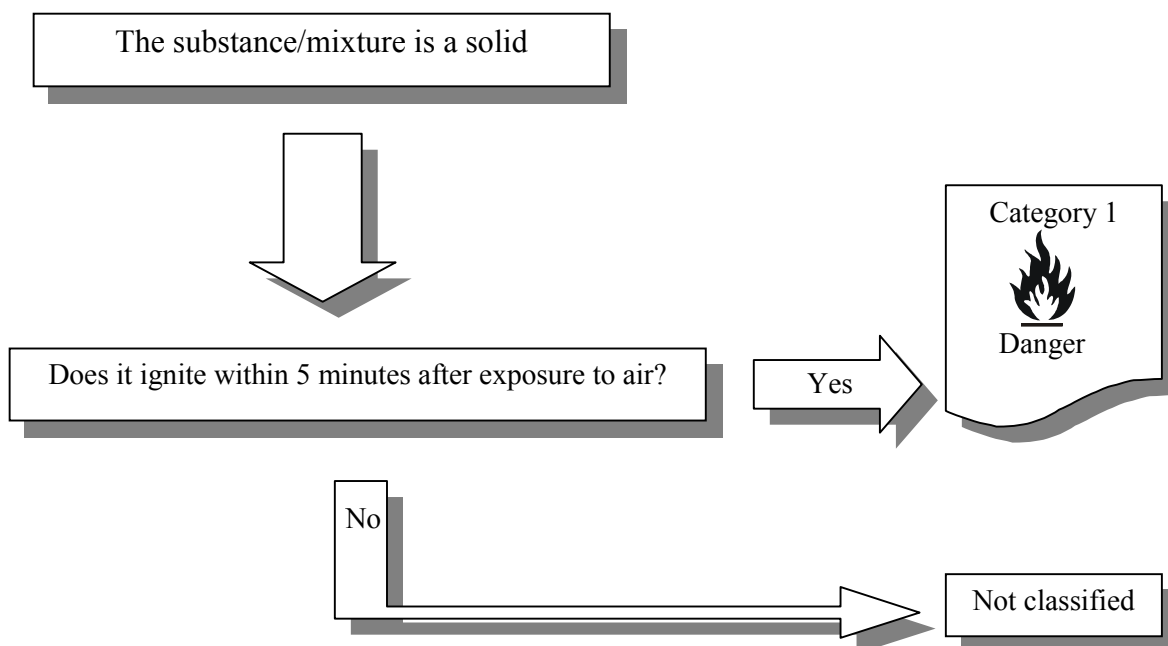 The substance/mixture is a solid
Category 1
Danger
Does it ignite within 5 minutes after exposure to air?
Yes
No
Not classified